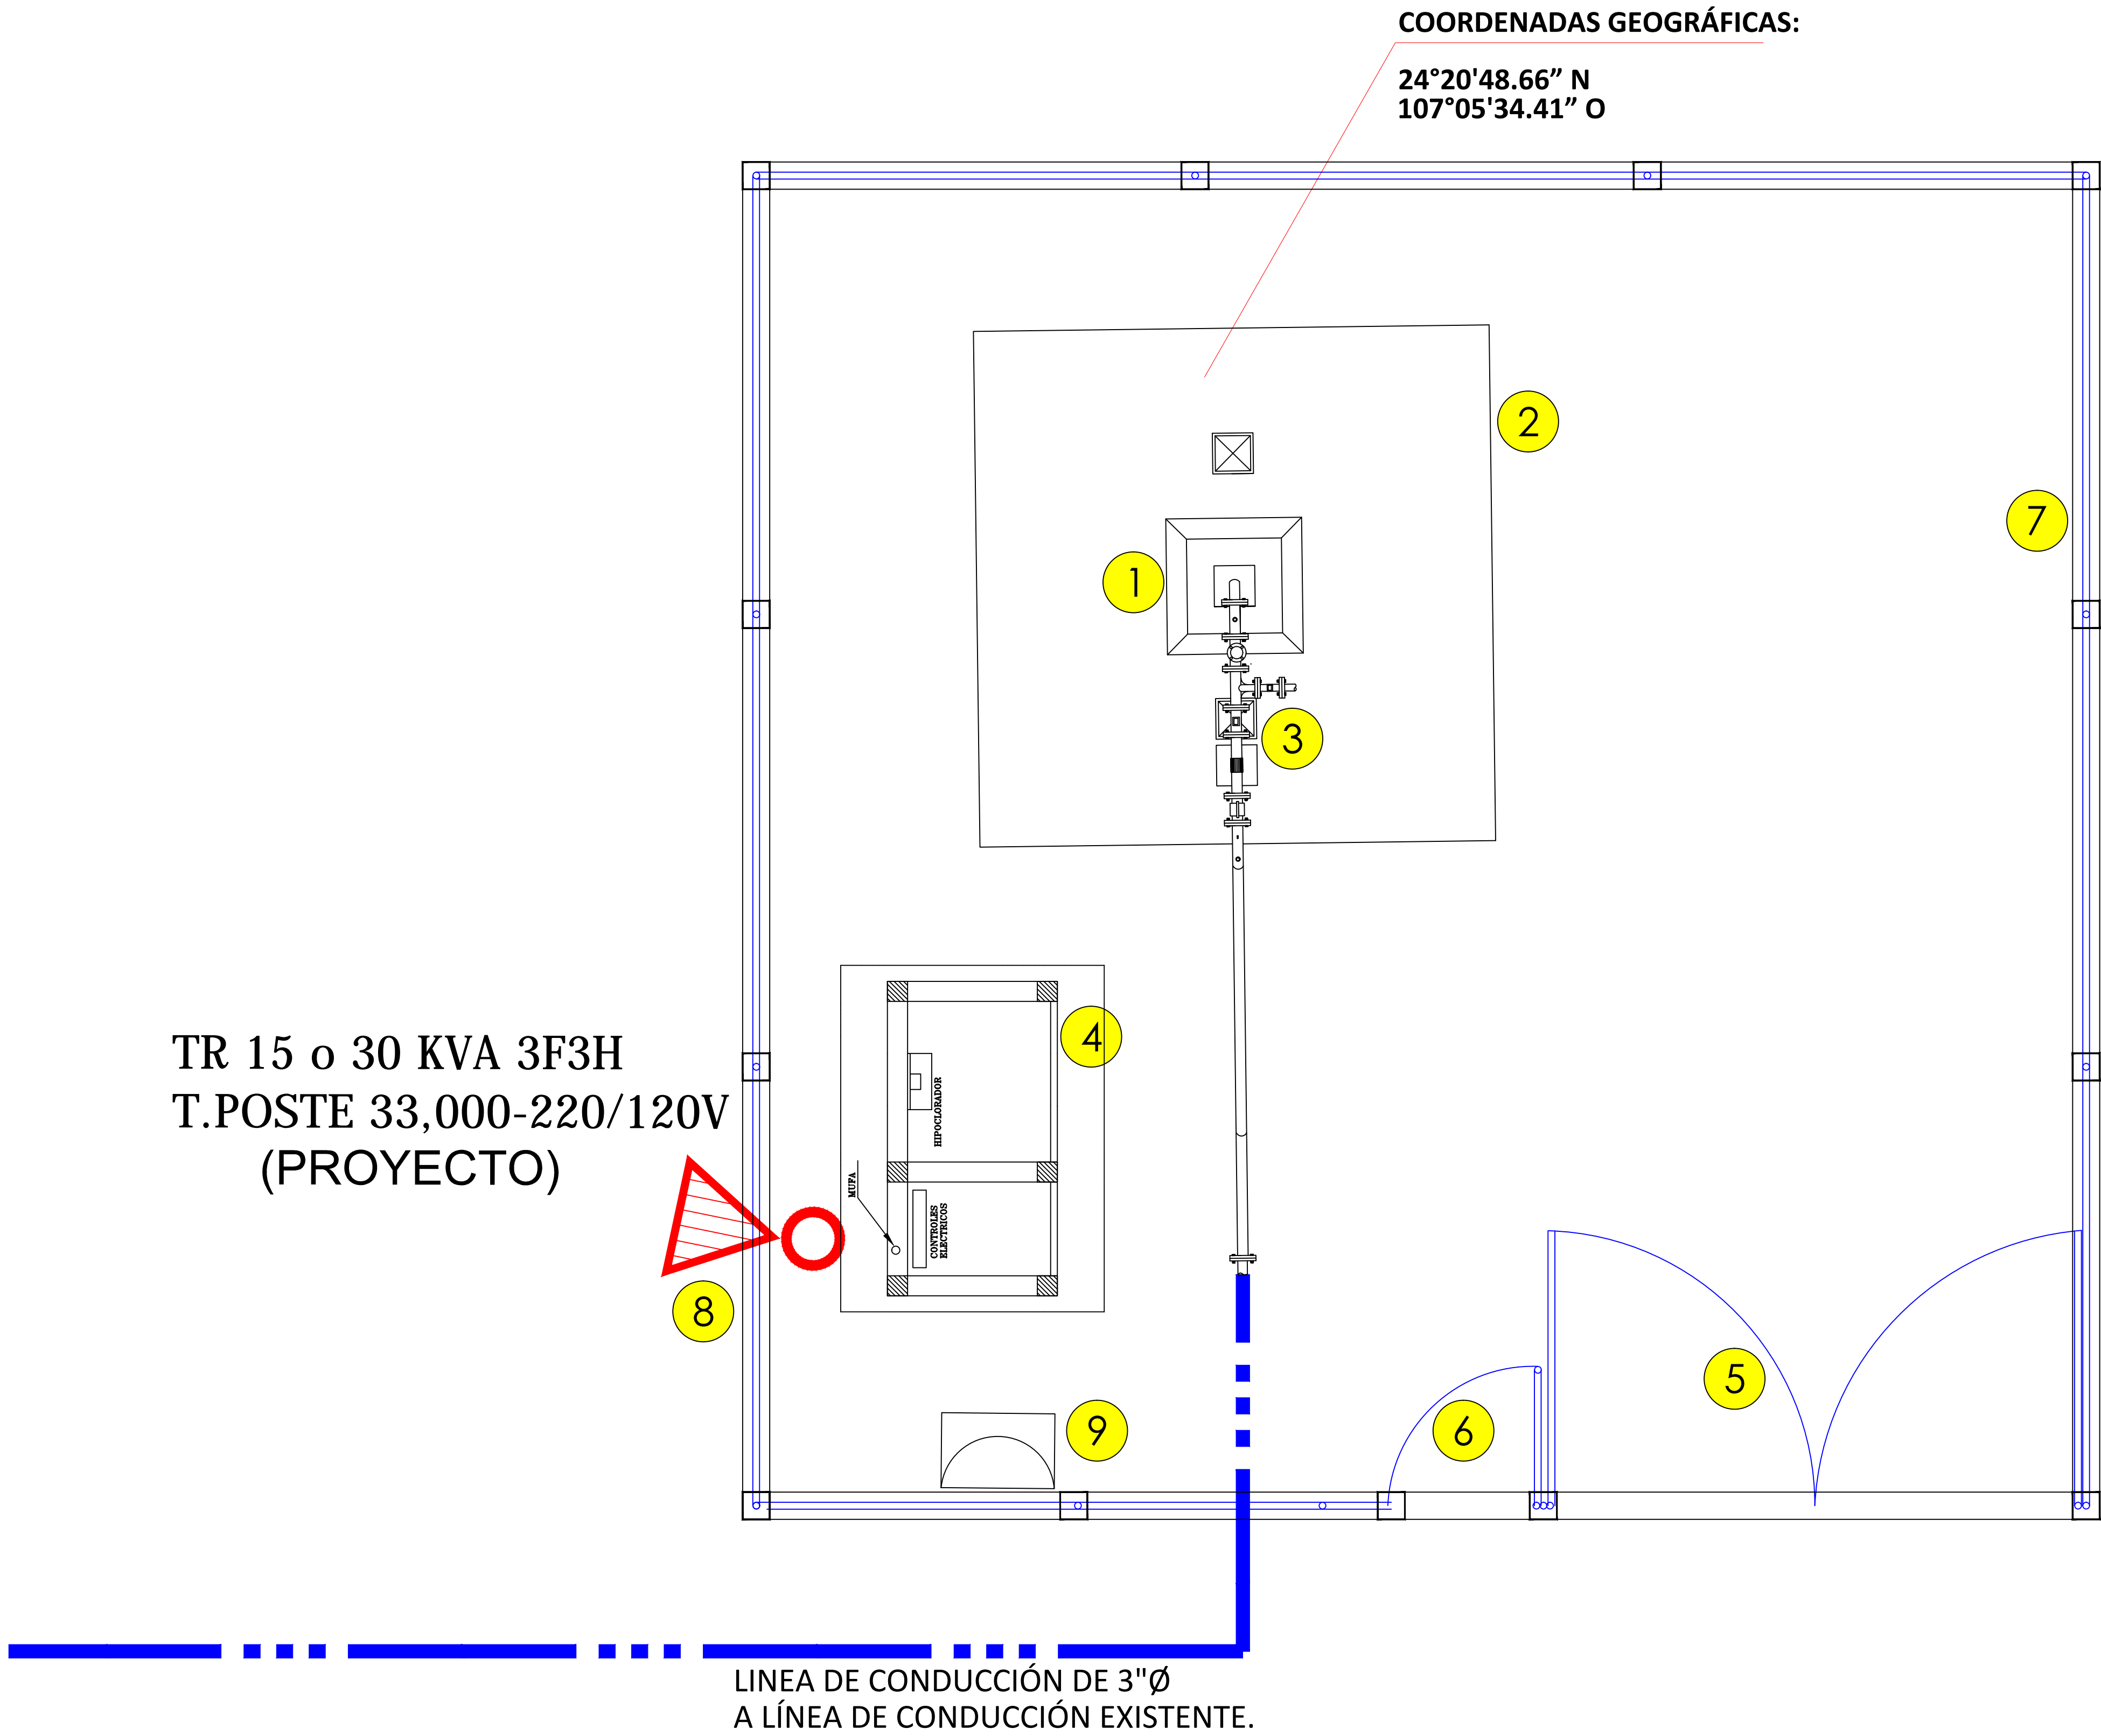 COORDENADAS GEOGRÁFICAS:
24°20'48.66” N
107°05'34.41” O
2
7
1
3
4
TR 15 o 30 KVA 3F3H
T.POSTE 33,000-220/120V
(PROYECTO)
HIPOCLORADOR
MUFA
CONTROLES
ELECTRICOS
8
5
6
9
LINEA DE CONDUCCIÓN DE 3"Ø
A LÍNEA DE CONDUCCIÓN EXISTENTE.